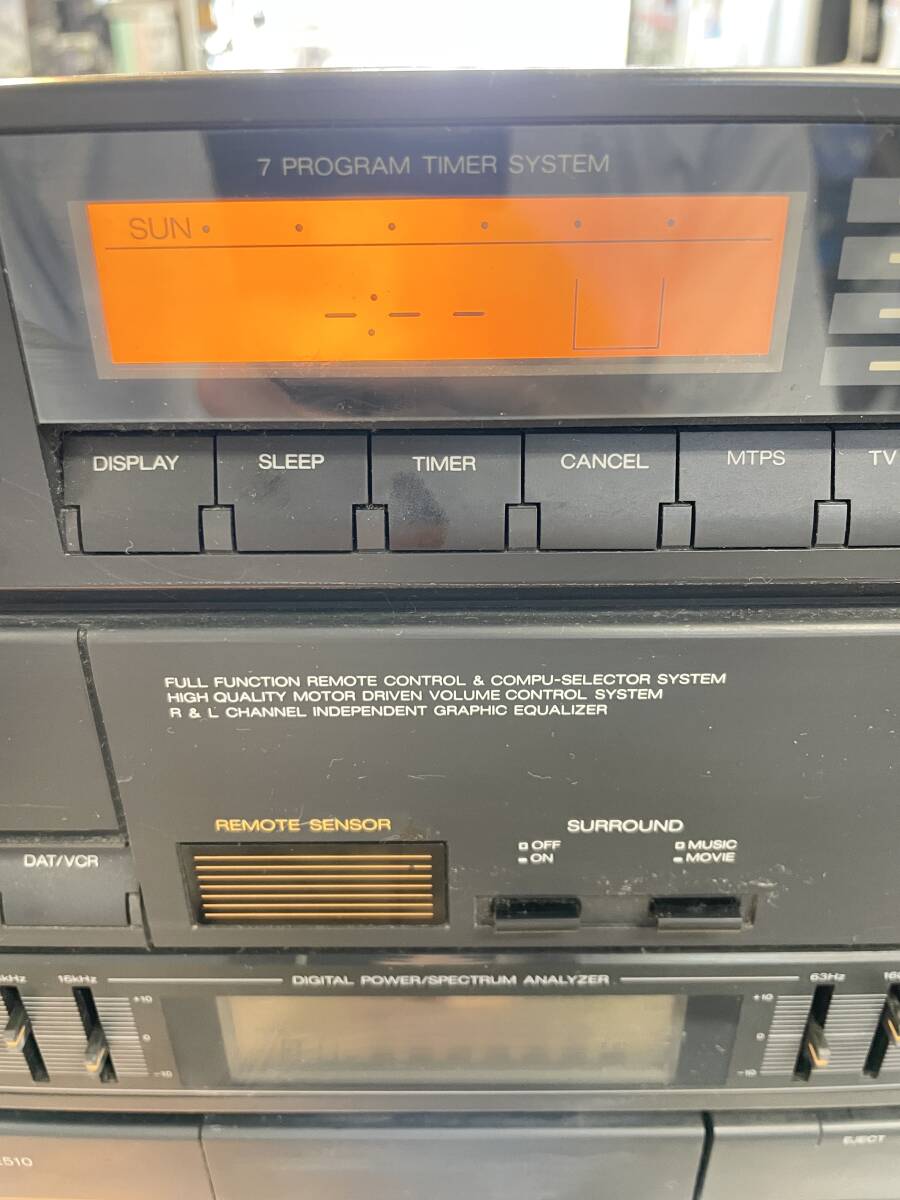 7 PROGRAM TIMER SYSTEM
SUN
DISPLAY
SLEEP
TIMER
CANCEL
MTPS
TV
FULL FUNCTION REMOTE CONTROL & COMPU-SELECTOR SYSTEM
HIGH QUALITY MOTOR DRIVEN VOLUME CONTROL SYSTEM
R & L CHANNEL INDEPENDENT GRAPHIC EQUALIZER
REMOTE SENSOR
SURROUND
OFF
ON
MUSIC
MOVIE
DAT/VCR
16kHz
DIGITAL POWER/SPECTRUM ANALYZER
63Hz
+10
0
-10
+10
0
-10
510
EJECT